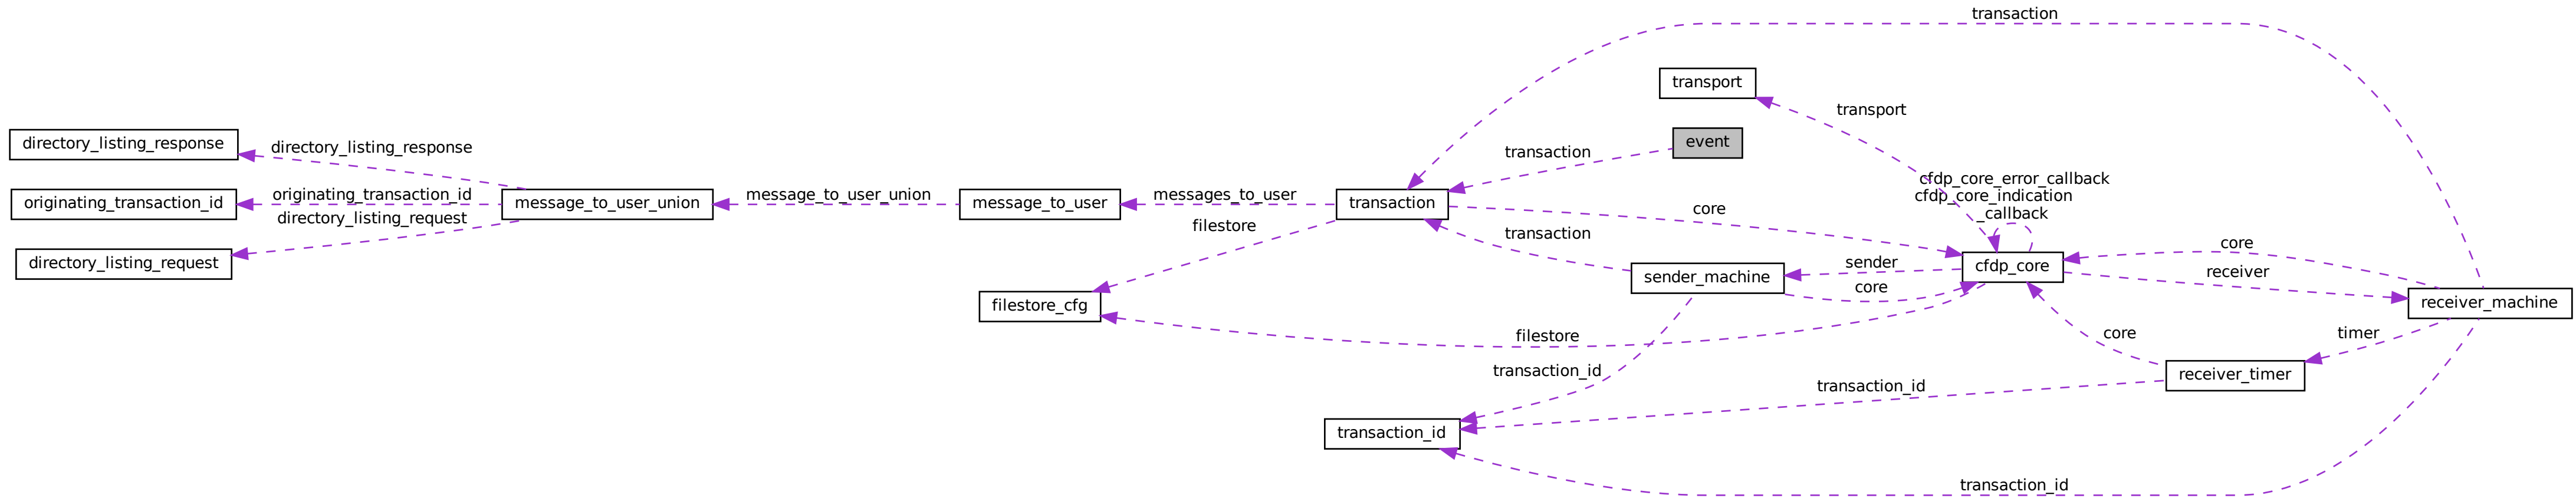 transaction
transport
transport
event
transaction
directory_listing_response
directory_listing_response
cfdp_core_error_callback
cfdp_core_indication
_callback
originating_transaction_id
originating_transaction_id
message_to_user_union
message_to_user_union
message_to_user
messages_to_user
transaction
core
directory_listing_request
directory_listing_request
filestore
transaction
core
sender_machine
sender
cfdp_core
receiver
core
filestore_cfg
receiver_machine
filestore
core
timer
transaction_id
transaction_id
receiver_timer
transaction_id
transaction_id